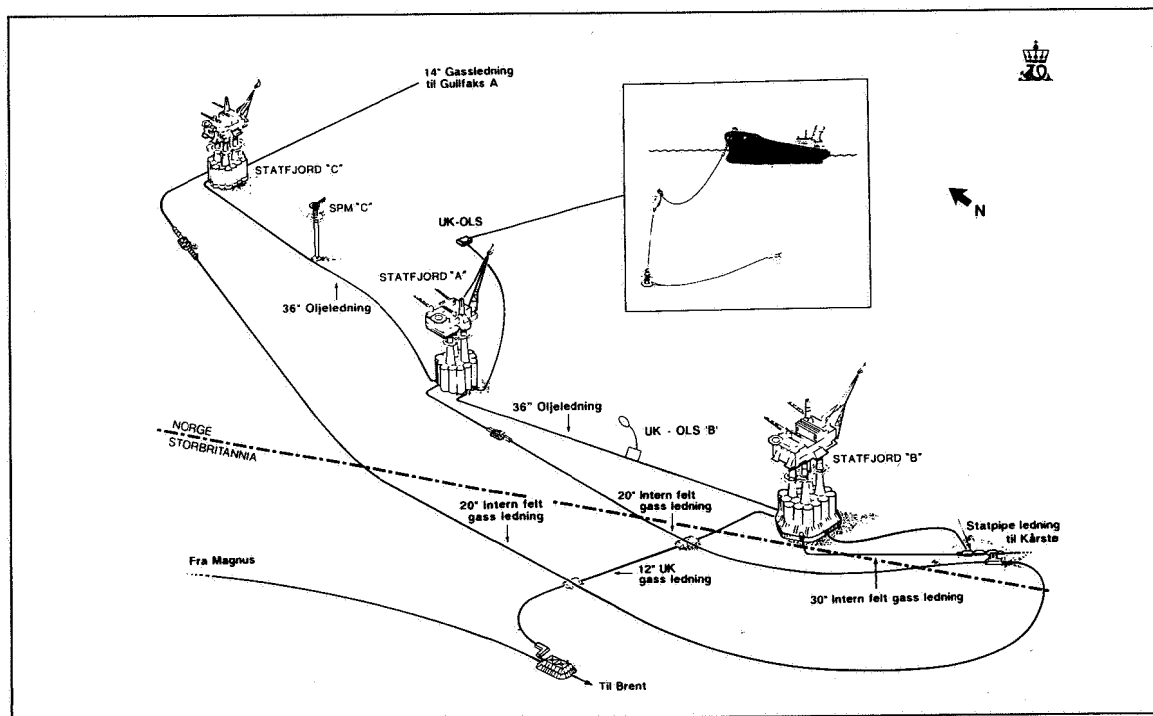 14" Gassledning
til Gullfaks A
STATFJORD "C"
SPM "C"
UK-OLS
N
STATFJORD "A"
36" Oljeledning
36" Oljeledning
UK - OLS 'B'
NORGE
STORBRITANNIA
STATFJORD "B"
20" Intern felt
gass ledning
20" Intern felt
gass ledning
Statpipe ledning
til Kårstø
Fra Magnus
12" UK
gass ledning
30" Intern felt gass ledning
Til Brent